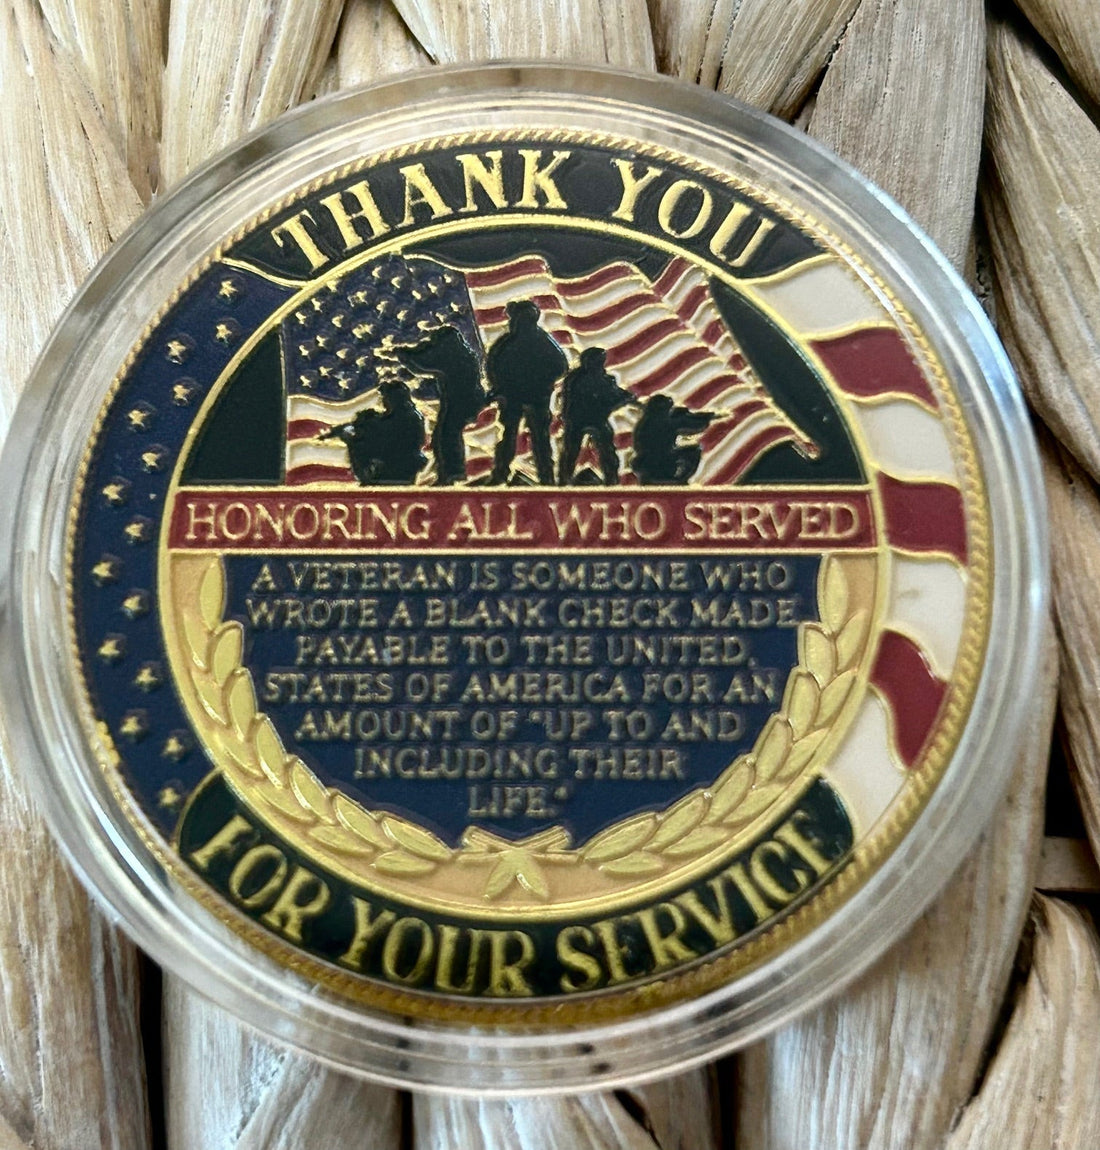 THANK YOU
HONORING ALL WHO SERVED
A VETERAN IS SOMEONE WHO
WROTE A BLANK CHECK MADE
PAYABLE TO THE UNITED,
STATES OF AMERICA FOR AN
AMOUNT OF "UP TO AND
INCLUDING THEIR
LIFE."
FOR YOUR SERVICE